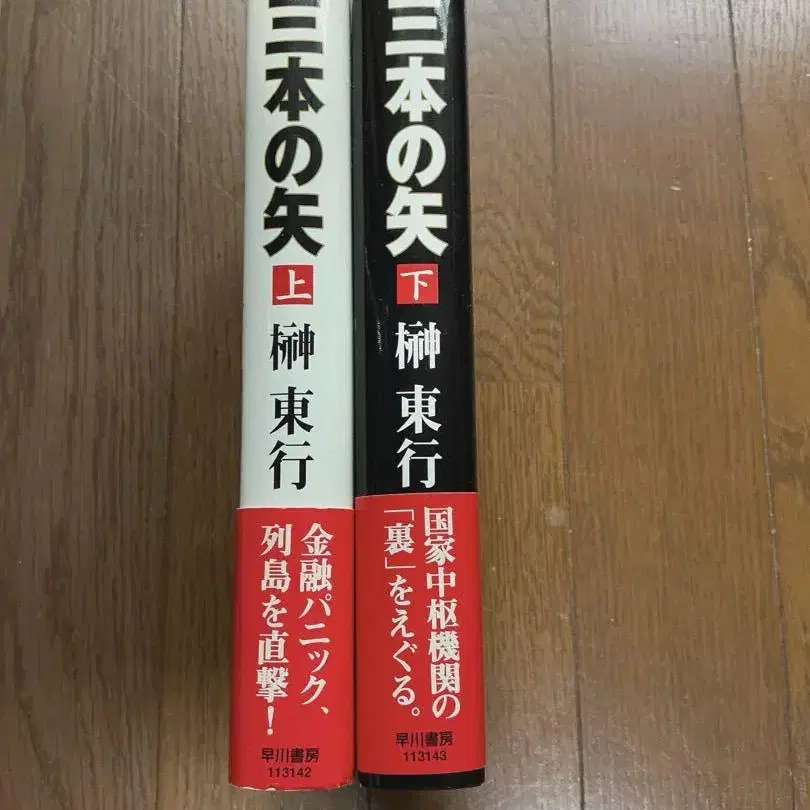 三本の矢
上
榊 東行
金融パニック、
列島を直撃！
早川書房
113142
三本の矢
下
榊 東行
国家中枢機関の
「裏」をえぐる。
早川書房
113143